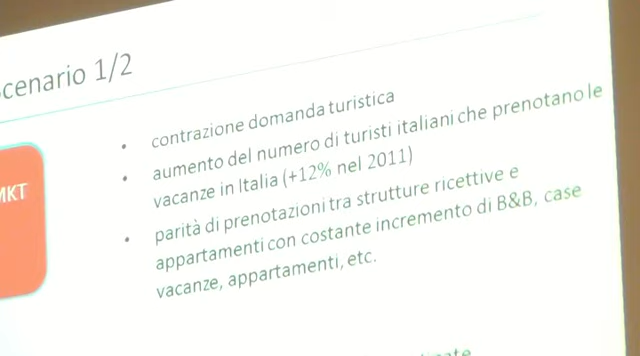 cenario 1/2
MKT
• contrazione domanda turistica
• aumento del numero di turisti italiani che prenotano le
vacanze in Italia (+12% nel 2011)
• parità di prenotazioni tra strutture ricettive e
appartamenti con costante incremento di B&B, case
vacanze, appartamenti, etc.